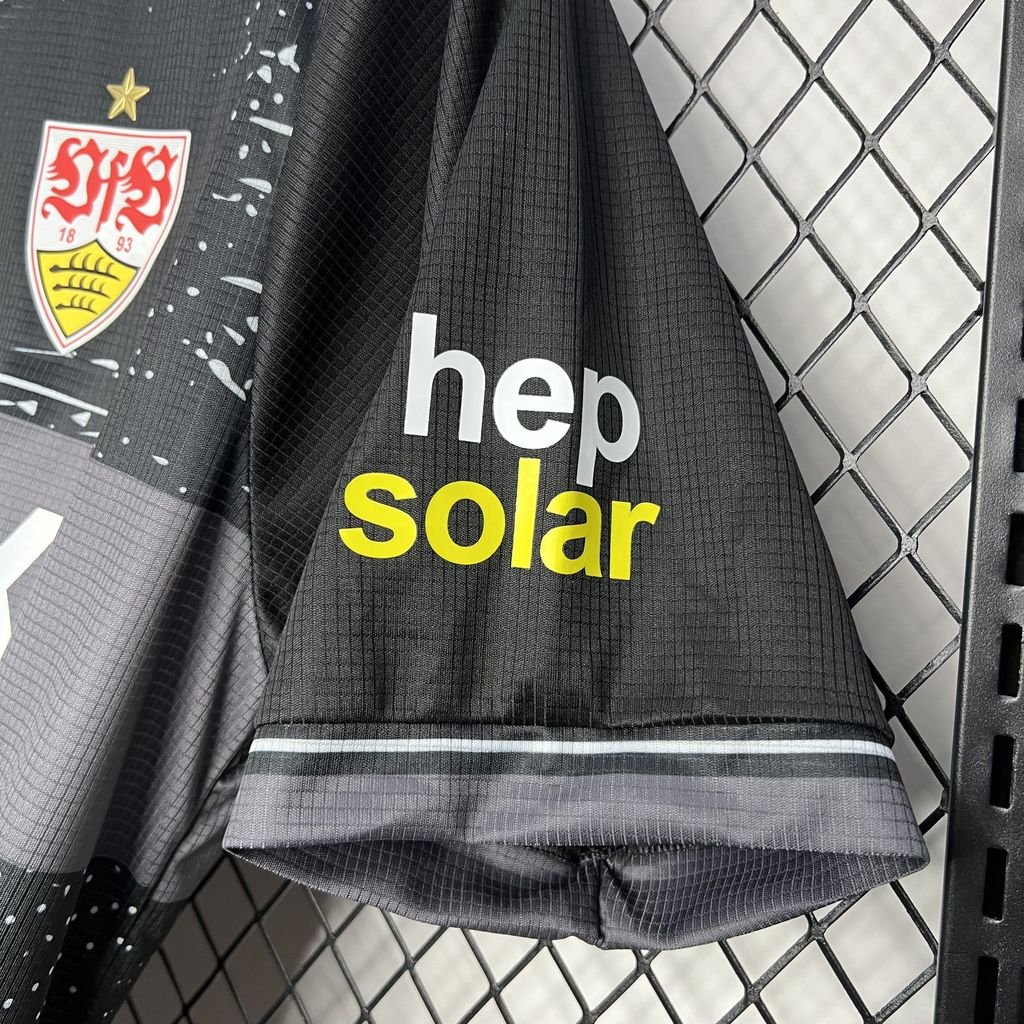 VfB
18 93
hep
solar